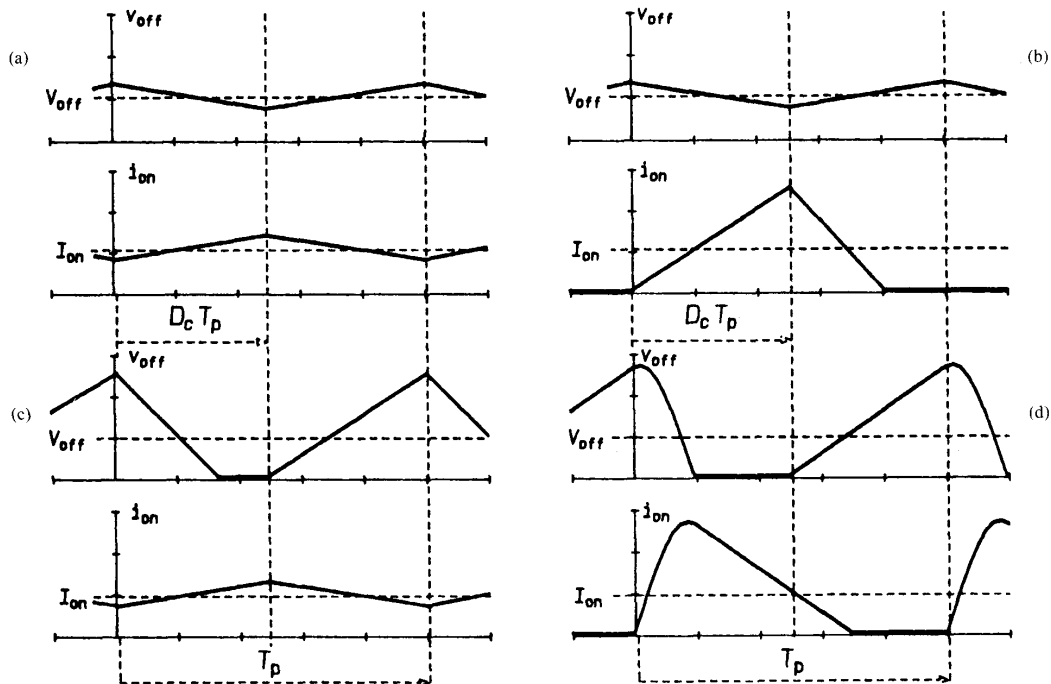 (a)
v_off
V_off
i_on
I_on
D_c T_p
(b)
v_off
V_off
i_on
I_on
D_c T_p
(c)
v_off
V_off
i_on
I_on
T_p
(d)
v_off
V_off
i_on
I_on
T_p